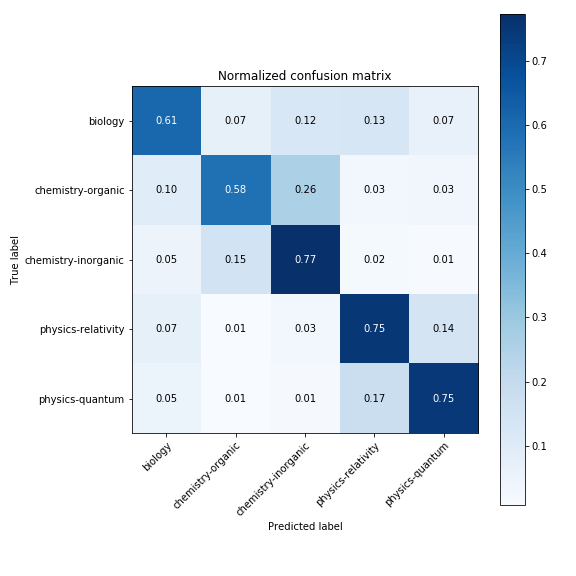 Normalized confusion matrix
True label
biology 0.61 0.07 0.12 0.13 0.07
chemistry-organic 0.10 0.58 0.26 0.03 0.03
chemistry-inorganic 0.05 0.15 0.77 0.02 0.01
physics-relativity 0.07 0.01 0.03 0.75 0.14
physics-quantum 0.05 0.01 0.01 0.17 0.75
biology
chemistry-organic
chemistry-inorganic
physics-relativity
physics-quantum
Predicted label
0.7
0.6
0.5
0.4
0.3
0.2
0.1